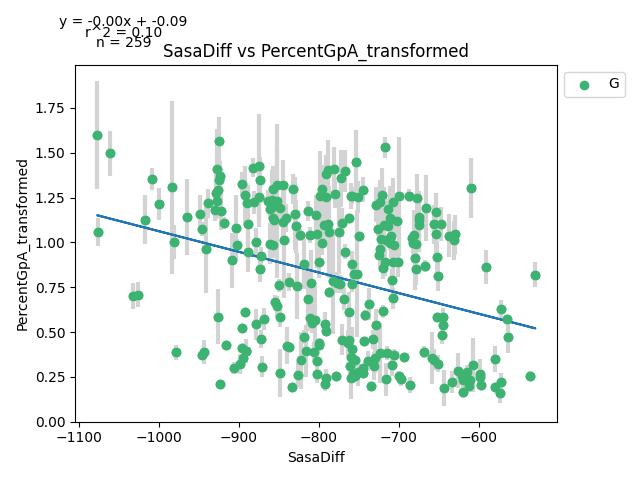 y = -0.00x + -0.09
r^2 = 0.10
n = 259
SasaDiff vs PercentGpA_transformed
G
PercentGpA_transformed
1.75
1.50
1.25
1.00
0.75
0.50
0.25
0.00
−1100 −1000 −900 −800 −700 −600
SasaDiff